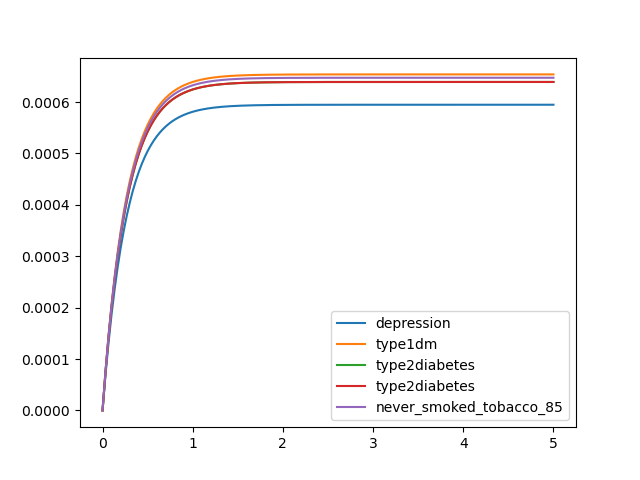 0.0006
0.0005
0.0004
0.0003
0.0002
0.0001
0.0000
depression
type1dm
type2diabetes
type2diabetes
never_smoked_tobacco_85
0 1 2 3 4 5